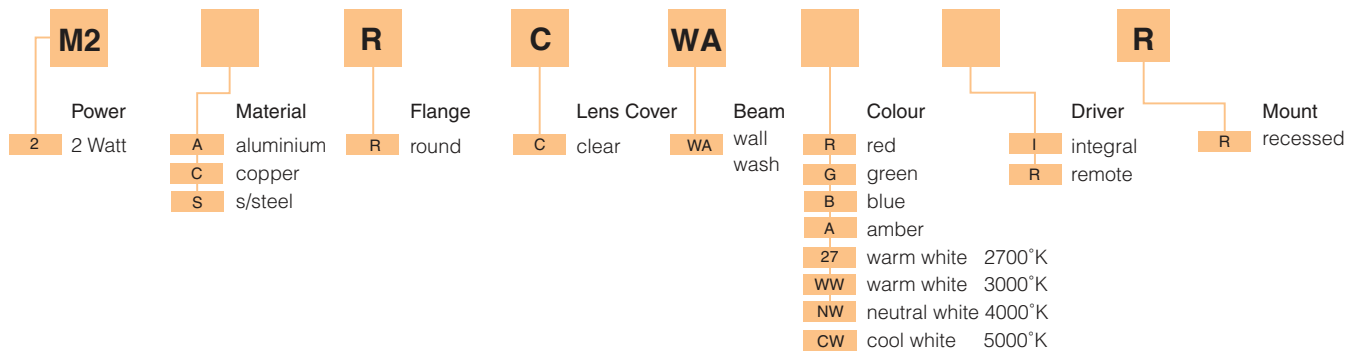 M2 R C WA R
Power Material Flange Lens Cover Beam Colour Driver Mount
2 2 Watt A aluminium R round C clear WA wall wash R red I integral R recessed
C copper G green R remote
S s/steel B blue
A amber
27 warm white 2700°K
WW warm white 3000°K
NW neutral white 4000°K
CW cool white 5000°K